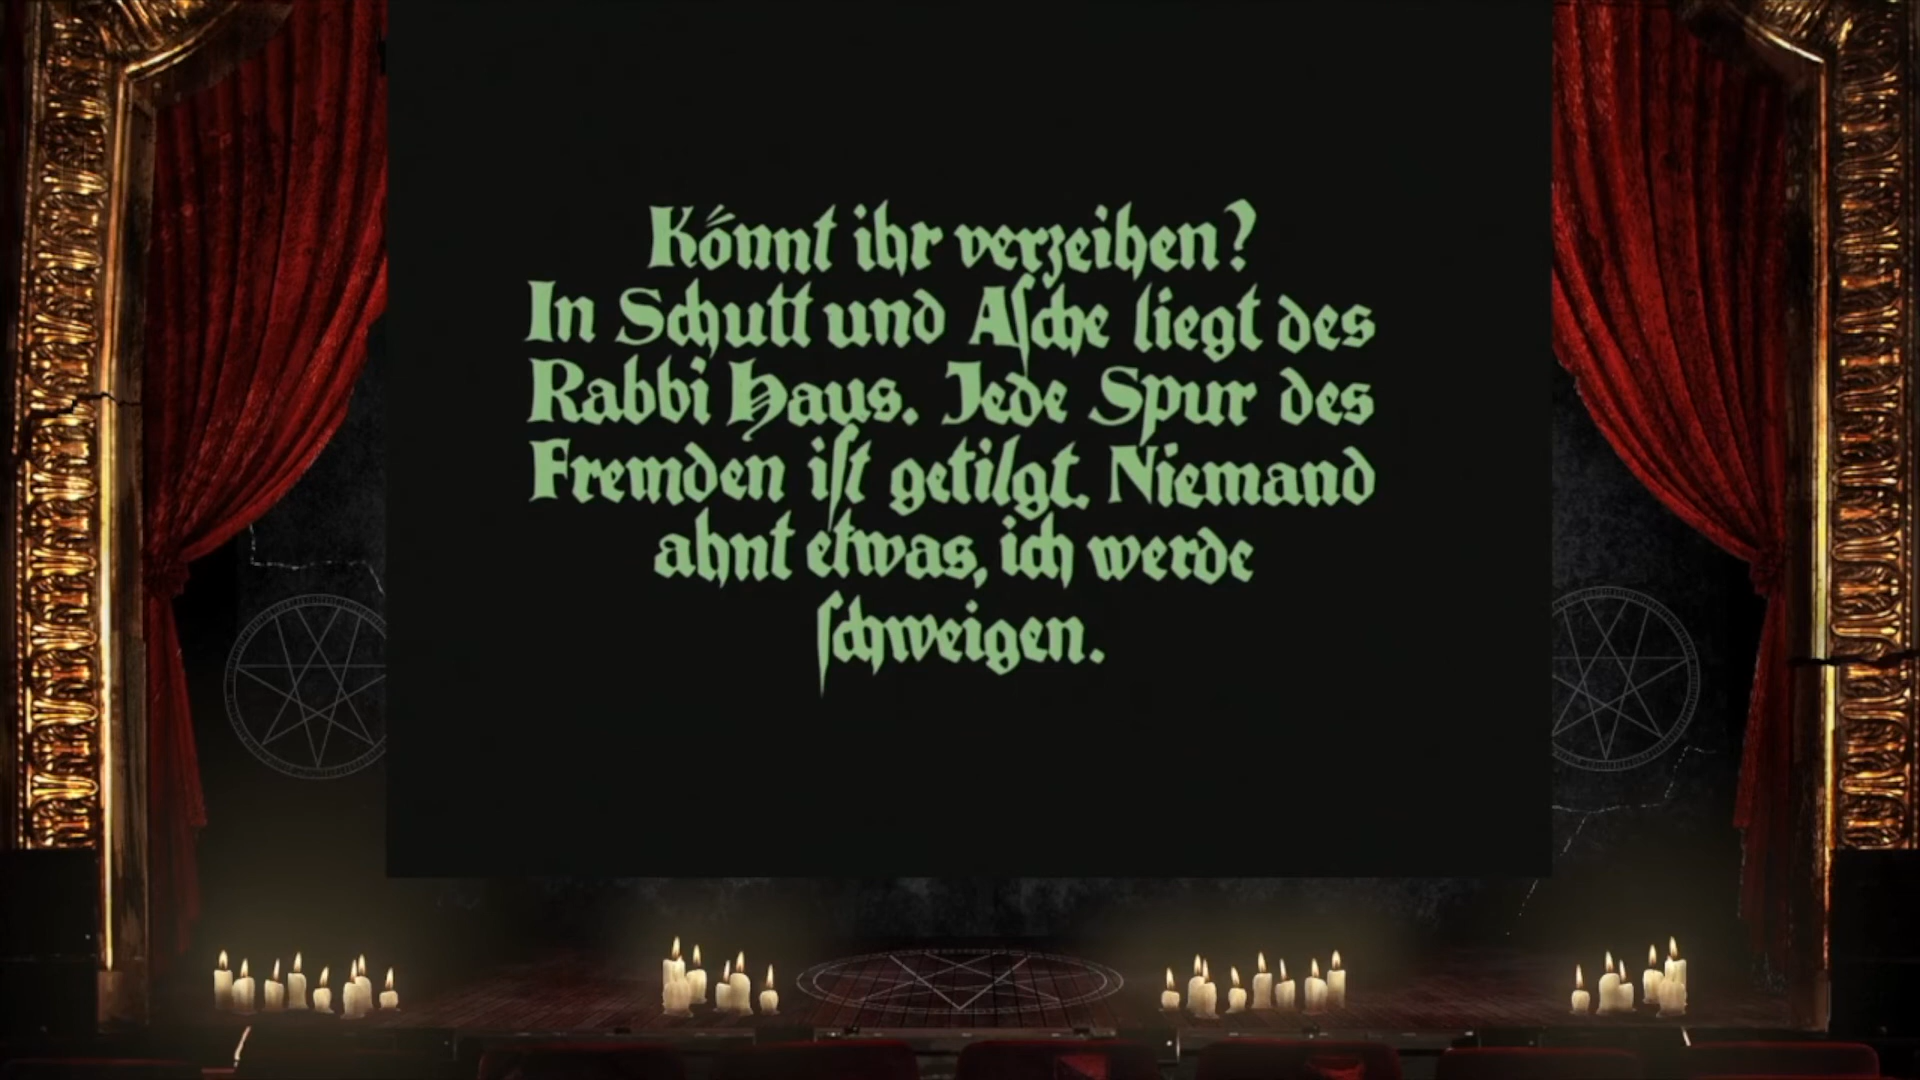 Könnt ihr verzeihen?
In Schutt und Aſche liegt des
Rabbi Haus. Jede Spur des
Fremden iſt getilgt. Niemand
ahnt etwas, ich werde
ſchweigen.